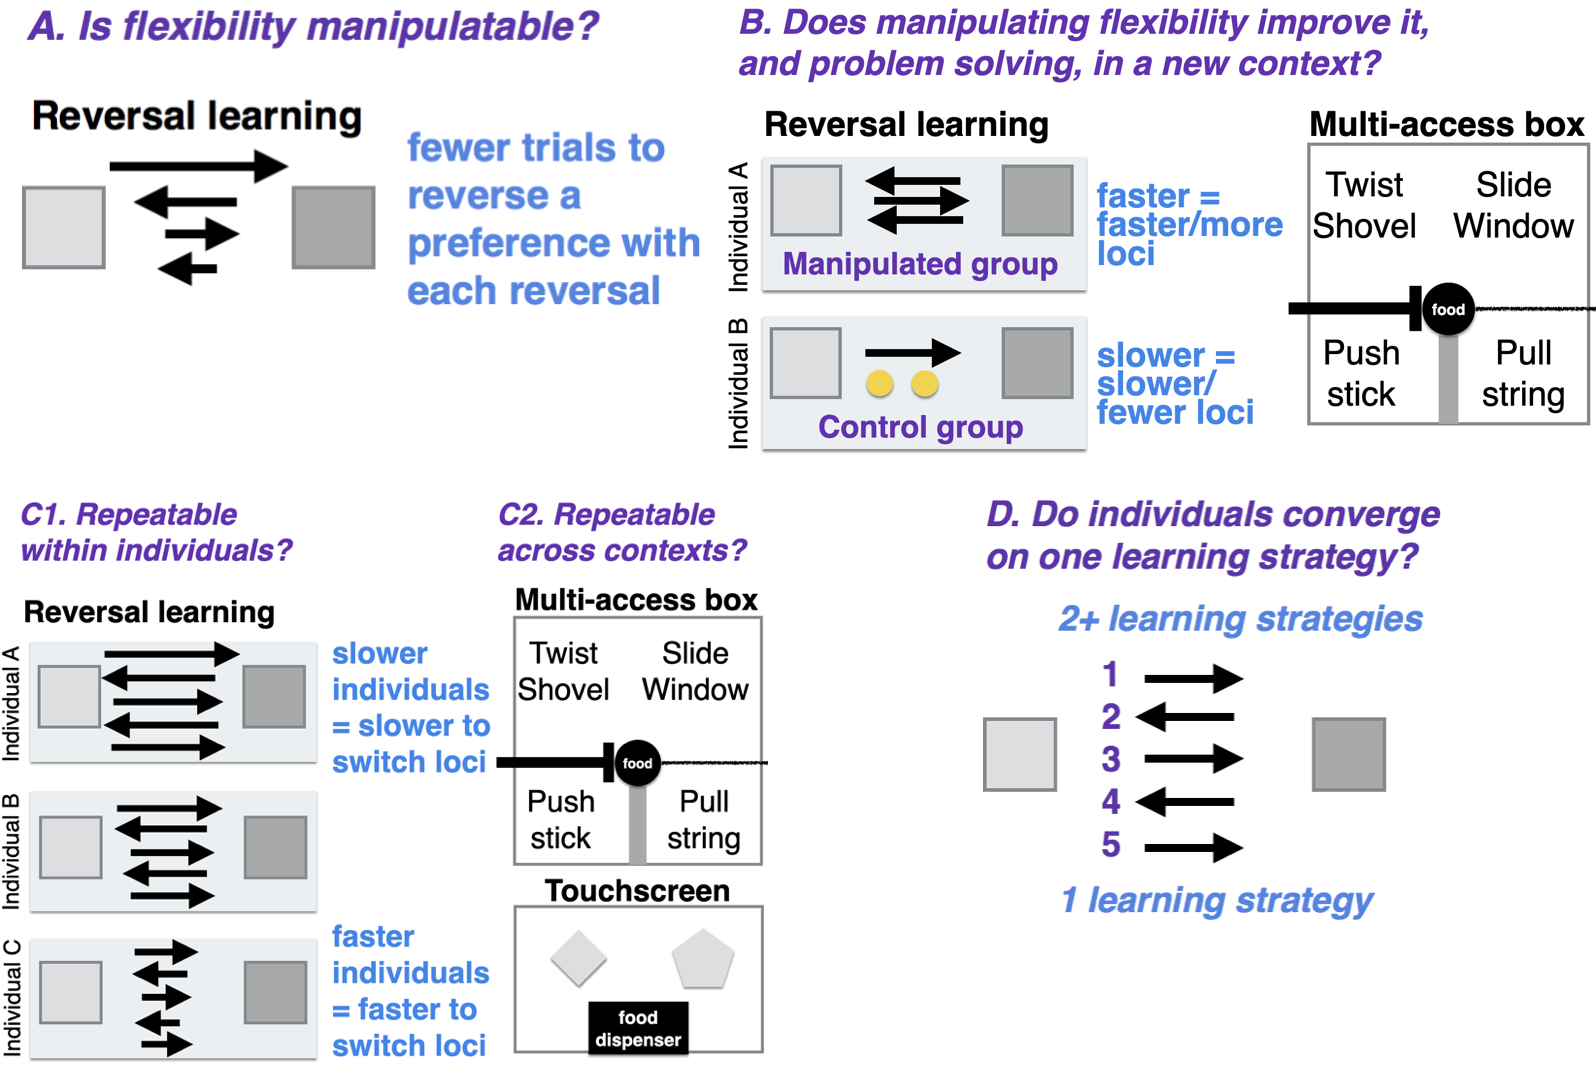 A. Is flexibility manipulatable?
Reversal learning
fewer trials to
reverse a
preference with
each reversal
B. Does manipulating flexibility improve it,
and problem solving, in a new context?
Reversal learning
Individual A
Manipulated group
faster =
faster/more
loci
Individual B
Control group
slower =
slower/
fewer loci
Multi-access box
Twist
Shovel
Slide
Window
food
Push
stick
Pull
string
C1. Repeatable
within individuals?
Reversal learning
Individual A
slower
individuals
= slower to
switch loci
Individual B
Individual C
faster
individuals
= faster to
switch loci
C2. Repeatable
across contexts?
Multi-access box
Twist
Shovel
Slide
Window
food
Push
stick
Pull
string
Touchscreen
food
dispenser
D. Do individuals converge
on one learning strategy?
2+ learning strategies
1
2
3
4
5
1 learning strategy